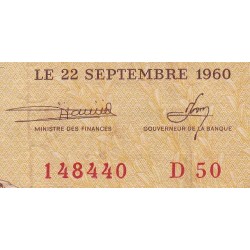 LE 22 SEPTEMBRE 1960
MINISTRE DES FINANCES GOUVERNEUR DE LA BANQUE
148440 D 50